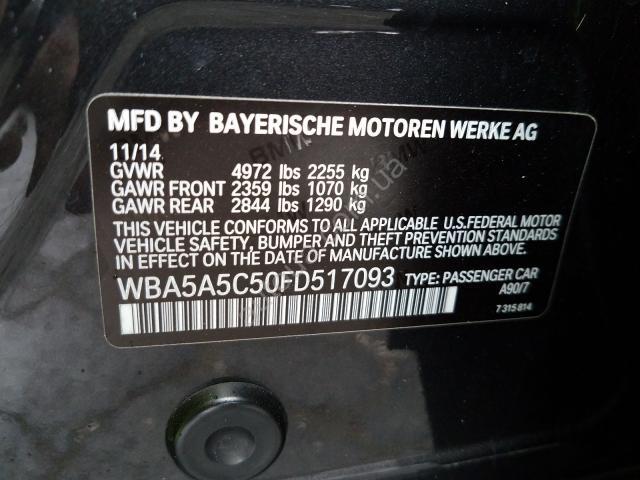 MFD BY BAYERISCHE MOTOREN WERKE AG
11/14
GVWR 4972 lbs 2255 kg
GAWR FRONT 2359 lbs 1070 kg
GAWR REAR 2844 lbs 1290 kg
THIS VEHICLE CONFORMS TO ALL APPLICABLE U.S.FEDERAL MOTOR
VEHICLE SAFETY, BUMPER AND THEFT PREVENTION STANDARDS
IN EFFECT ON THE DATE OF MANUFACTURE SHOWN ABOVE.
WBA5A5C50FD517093 TYPE: PASSENGER CAR
A90/7
7 315 814